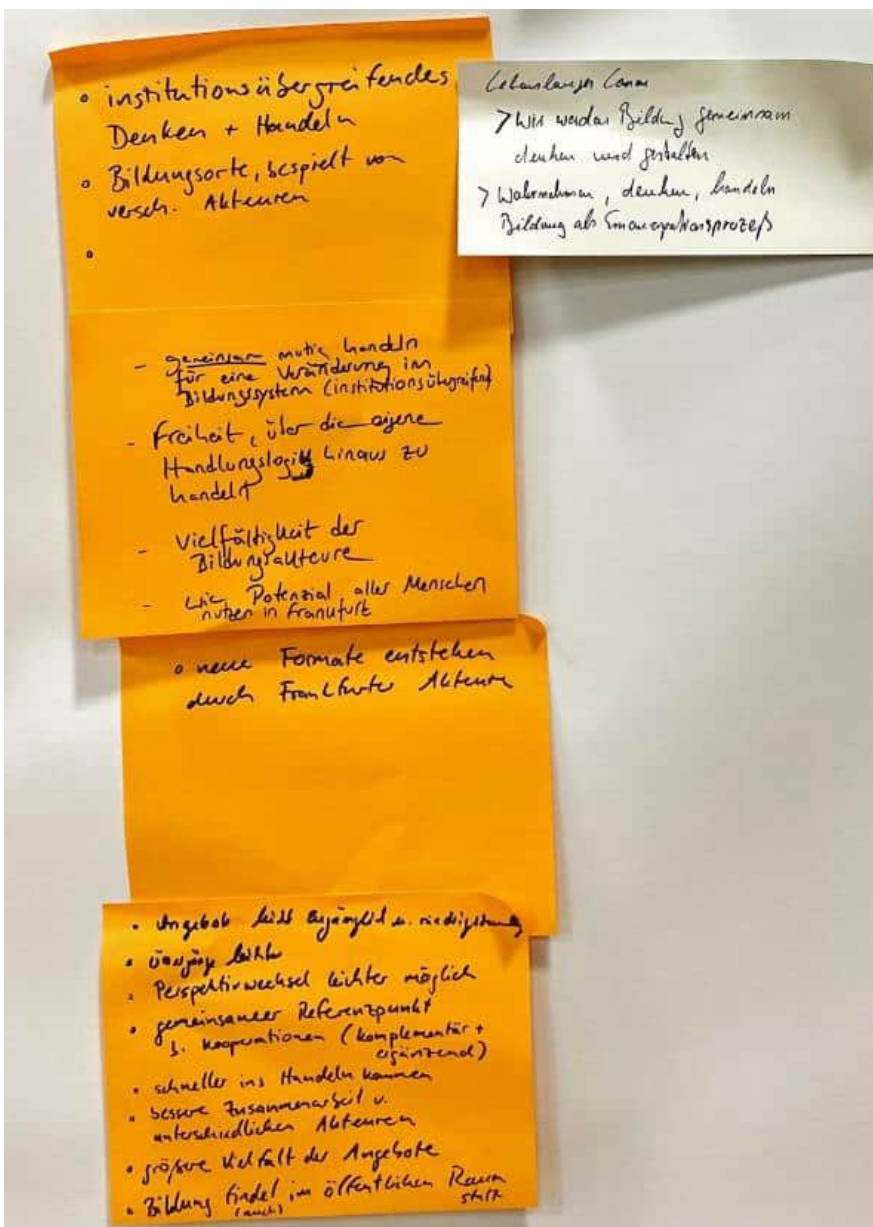 • institutionsübergreifendes
Denken + Handeln
• Bildungsorte, bespielt von
versch. Akteuren
•
Lebenslanges Lernen
> Wir werden Bildung gemeinsam
denken und gestalten
> Wahrnehmen, denken, handeln
Bildung als Emanzipationsprozeß
- gemeinsam mutig handeln
für eine Veränderung im
Bildungssystem (institutionsübergreifend)
- Freiheit, über die eigene
Handlungslogik hinaus zu
handeln
- Vielfältigkeit der
Bildungsakteure
- wie Potenzial aller Menschen
nutzen in Frankfurt
• neue Formate entstehen
durch Frankfurter Akteure
• Angebote leicht zugänglich u. niedrigschwellig
• Übergänge leichter
• Perspektivwechsel leichter möglich
• gemeinsamer Referenzpunkt
f. Kooperationen (komplementär +
ergänzend)
• schneller ins Handeln kommen
• bessere Zusammenarbeit v.
unterschiedlichen Akteuren
• größere Vielfalt der Angebote
• Bildung findet im öffentlichen Raum
(auch) statt